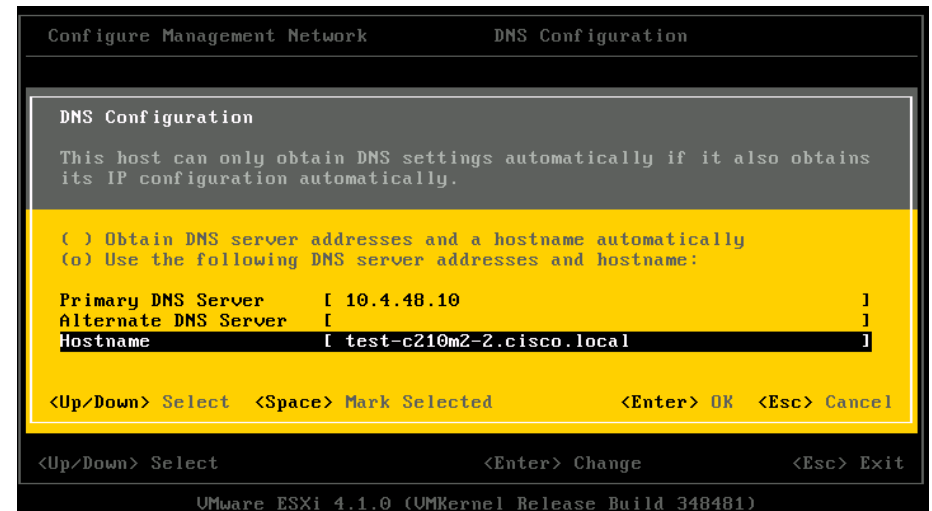 Configure Management Network DNS Configuration
DNS Configuration
This host can only obtain DNS settings automatically if it also obtains
its IP configuration automatically.
( ) Obtain DNS server addresses and a hostname automatically
(o) Use the following DNS server addresses and hostname:
Primary DNS Server [ 10.4.48.10 ]
Alternate DNS Server [ ]
Hostname [ test-c210m2-2.cisco.local ]
<Up/Down> Select <Space> Mark Selected <Enter> OK <Esc> Cancel
<Up/Down> Select <Enter> Change <Esc> Exit
VMware ESXi 4.1.0 (VMKernel Release Build 348481)